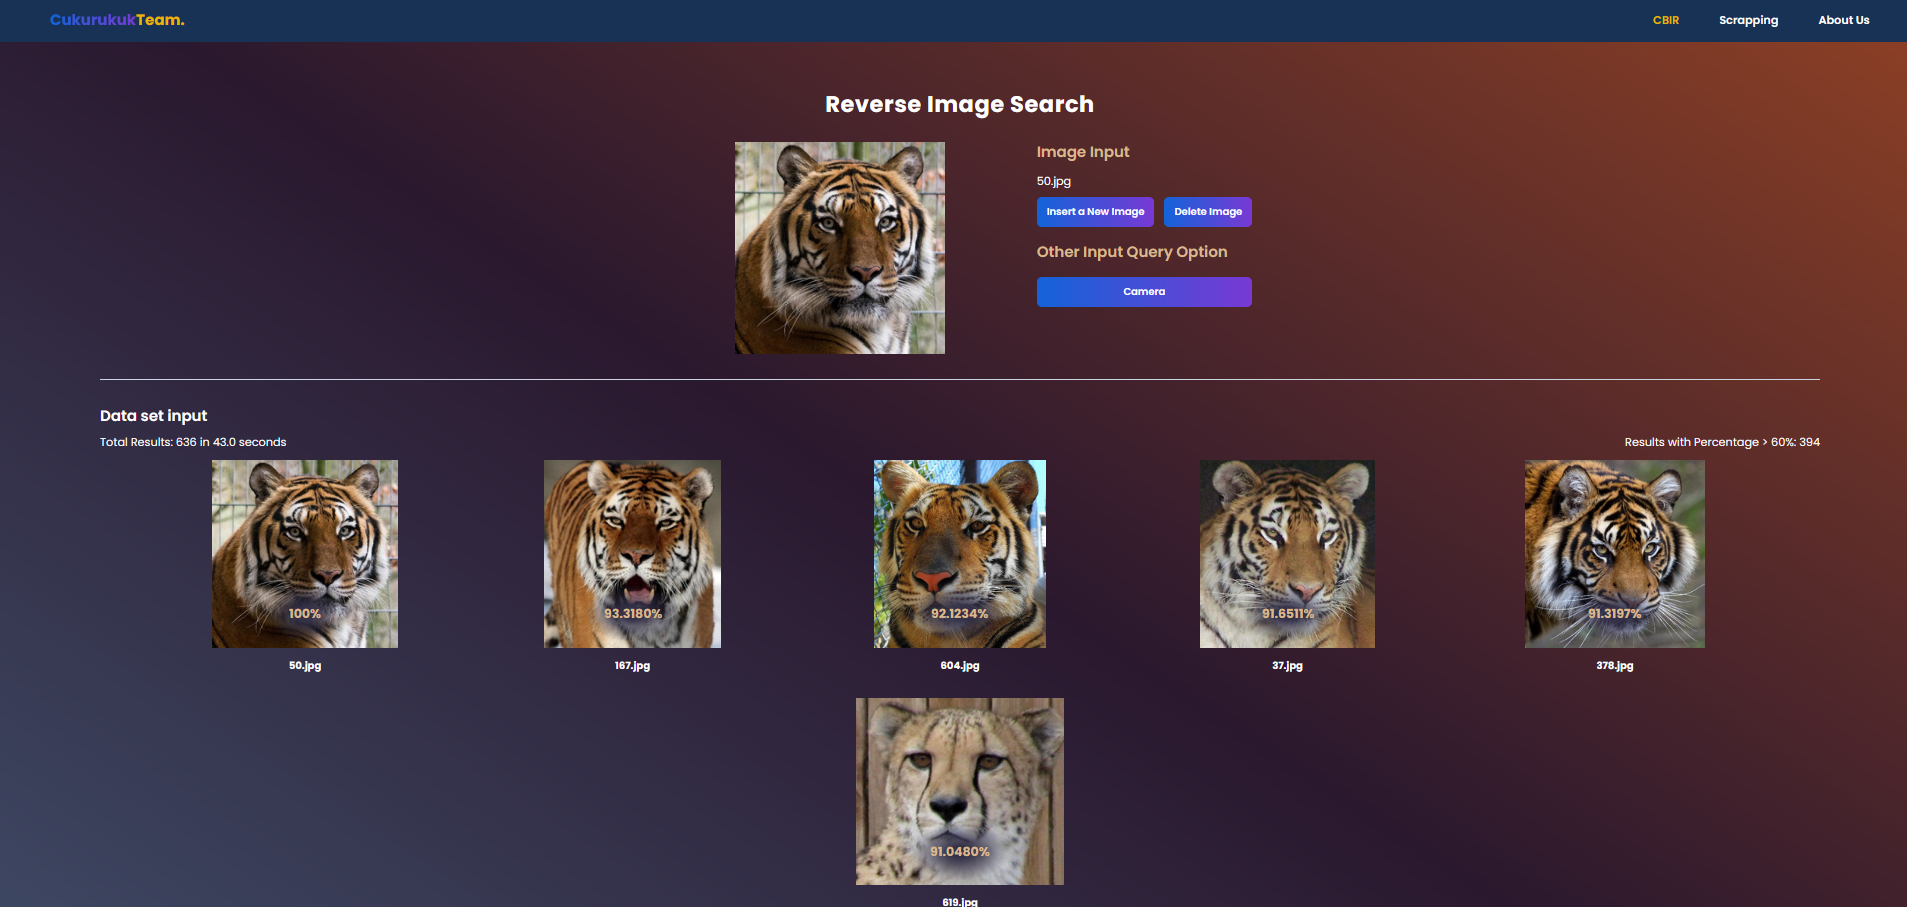 CukurukukTeam.
CBIR Scrapping About Us
Reverse Image Search
Image Input
50.jpg
Insert a New Image Delete Image
Other Input Query Option
Camera
Data set input
Total Results: 636 in 43.0 seconds Results with Percentage > 60%: 394
100% 93.3180% 92.1234% 91.6511% 91.3197%
50.jpg 167.jpg 604.jpg 37.jpg 378.jpg
91.0480%
619.jpg